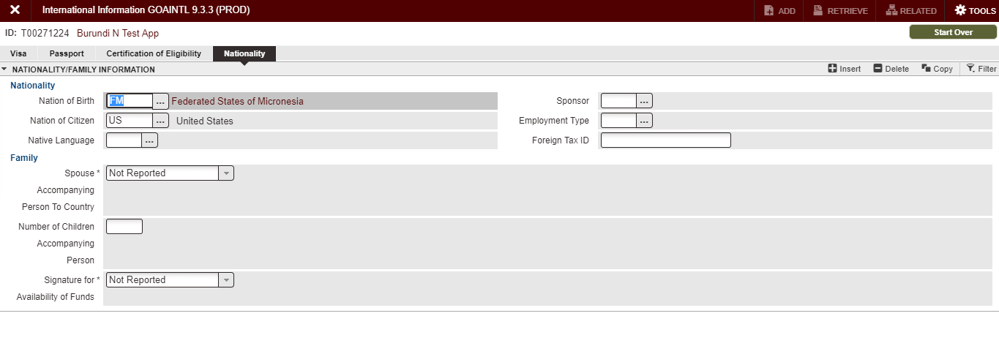 International Information GOAINTL 9.3.3 (PROD) ADD RETRIEVE RELATED TOOLS
ID: T00271224 Burundi N Test App Start Over
Visa Passport Certification of Eligibility Nationality
NATIONALITY/FAMILY INFORMATION Insert Delete Copy Filter
Nationality
Nation of Birth FM ... Federated States of Micronesia Sponsor ...
Nation of Citizen US ... United States Employment Type ...
Native Language ... Foreign Tax ID
Family
Spouse * Not Reported
Accompanying
Person To Country
Number of Children
Accompanying
Person
Signature for * Not Reported
Availability of Funds